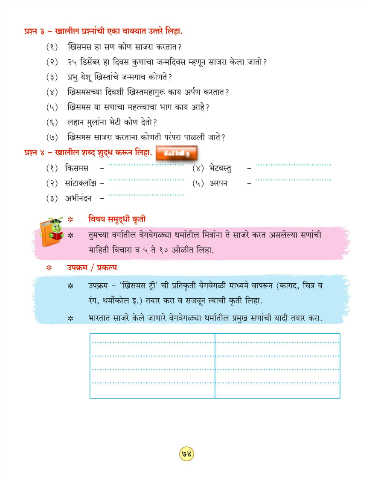 प्रश्न ३ - खालील प्रश्नांची एका वाक्यात उत्तरे लिहा.
(१) ख्रिसमस हा सण कोण साजरा करतात?
(२) २५ डिसेंबर हा दिवस कुणाचा जन्मदिवस म्हणून साजरा केला जातो?
(३) प्रभू येशू ख्रिस्तांचे जन्मगाव कोणते?
(४) ख्रिसमसच्या दिवशी ख्रिस्तमहागुरू काय अर्पण करतात?
(५) ख्रिसमस या सणाचा महत्त्वाचा भाग काय आहे?
(६) लहान मुलांना भेटी कोण देतो?
(७) ख्रिसमस साजरा करताना कोणती परंपरा पाळली जाते?
प्रश्न ४ - खालील शब्द शुद्ध करून लिहा.
(१) किसमस - (४) भेटवस्तु -
(२) सांटाक्लॉझ - (५) अरपन -
(३) अभीनंदन -
* विषय समृद्धी कृती
* तुमच्या वर्गातील वेगवेगळ्या धर्मातील मित्रांना ते साजरे करत असलेल्या सणांची
माहिती विचारा व ५ ते १० ओळीत लिहा.
* उपक्रम / प्रकल्प
* उपक्रम - 'ख्रिसमस ट्री' ची प्रतिकृती वेगवेगळी माध्यमे वापरून (कागद, चित्र व
रंग, थर्माकोल इ.) तयार करा व सजवून त्याची कृती लिहा.
* भारतात साजरे केले जाणारे वेगवेगळ्या धर्मातील प्रमुख सणांची यादी तयार करा.
७४